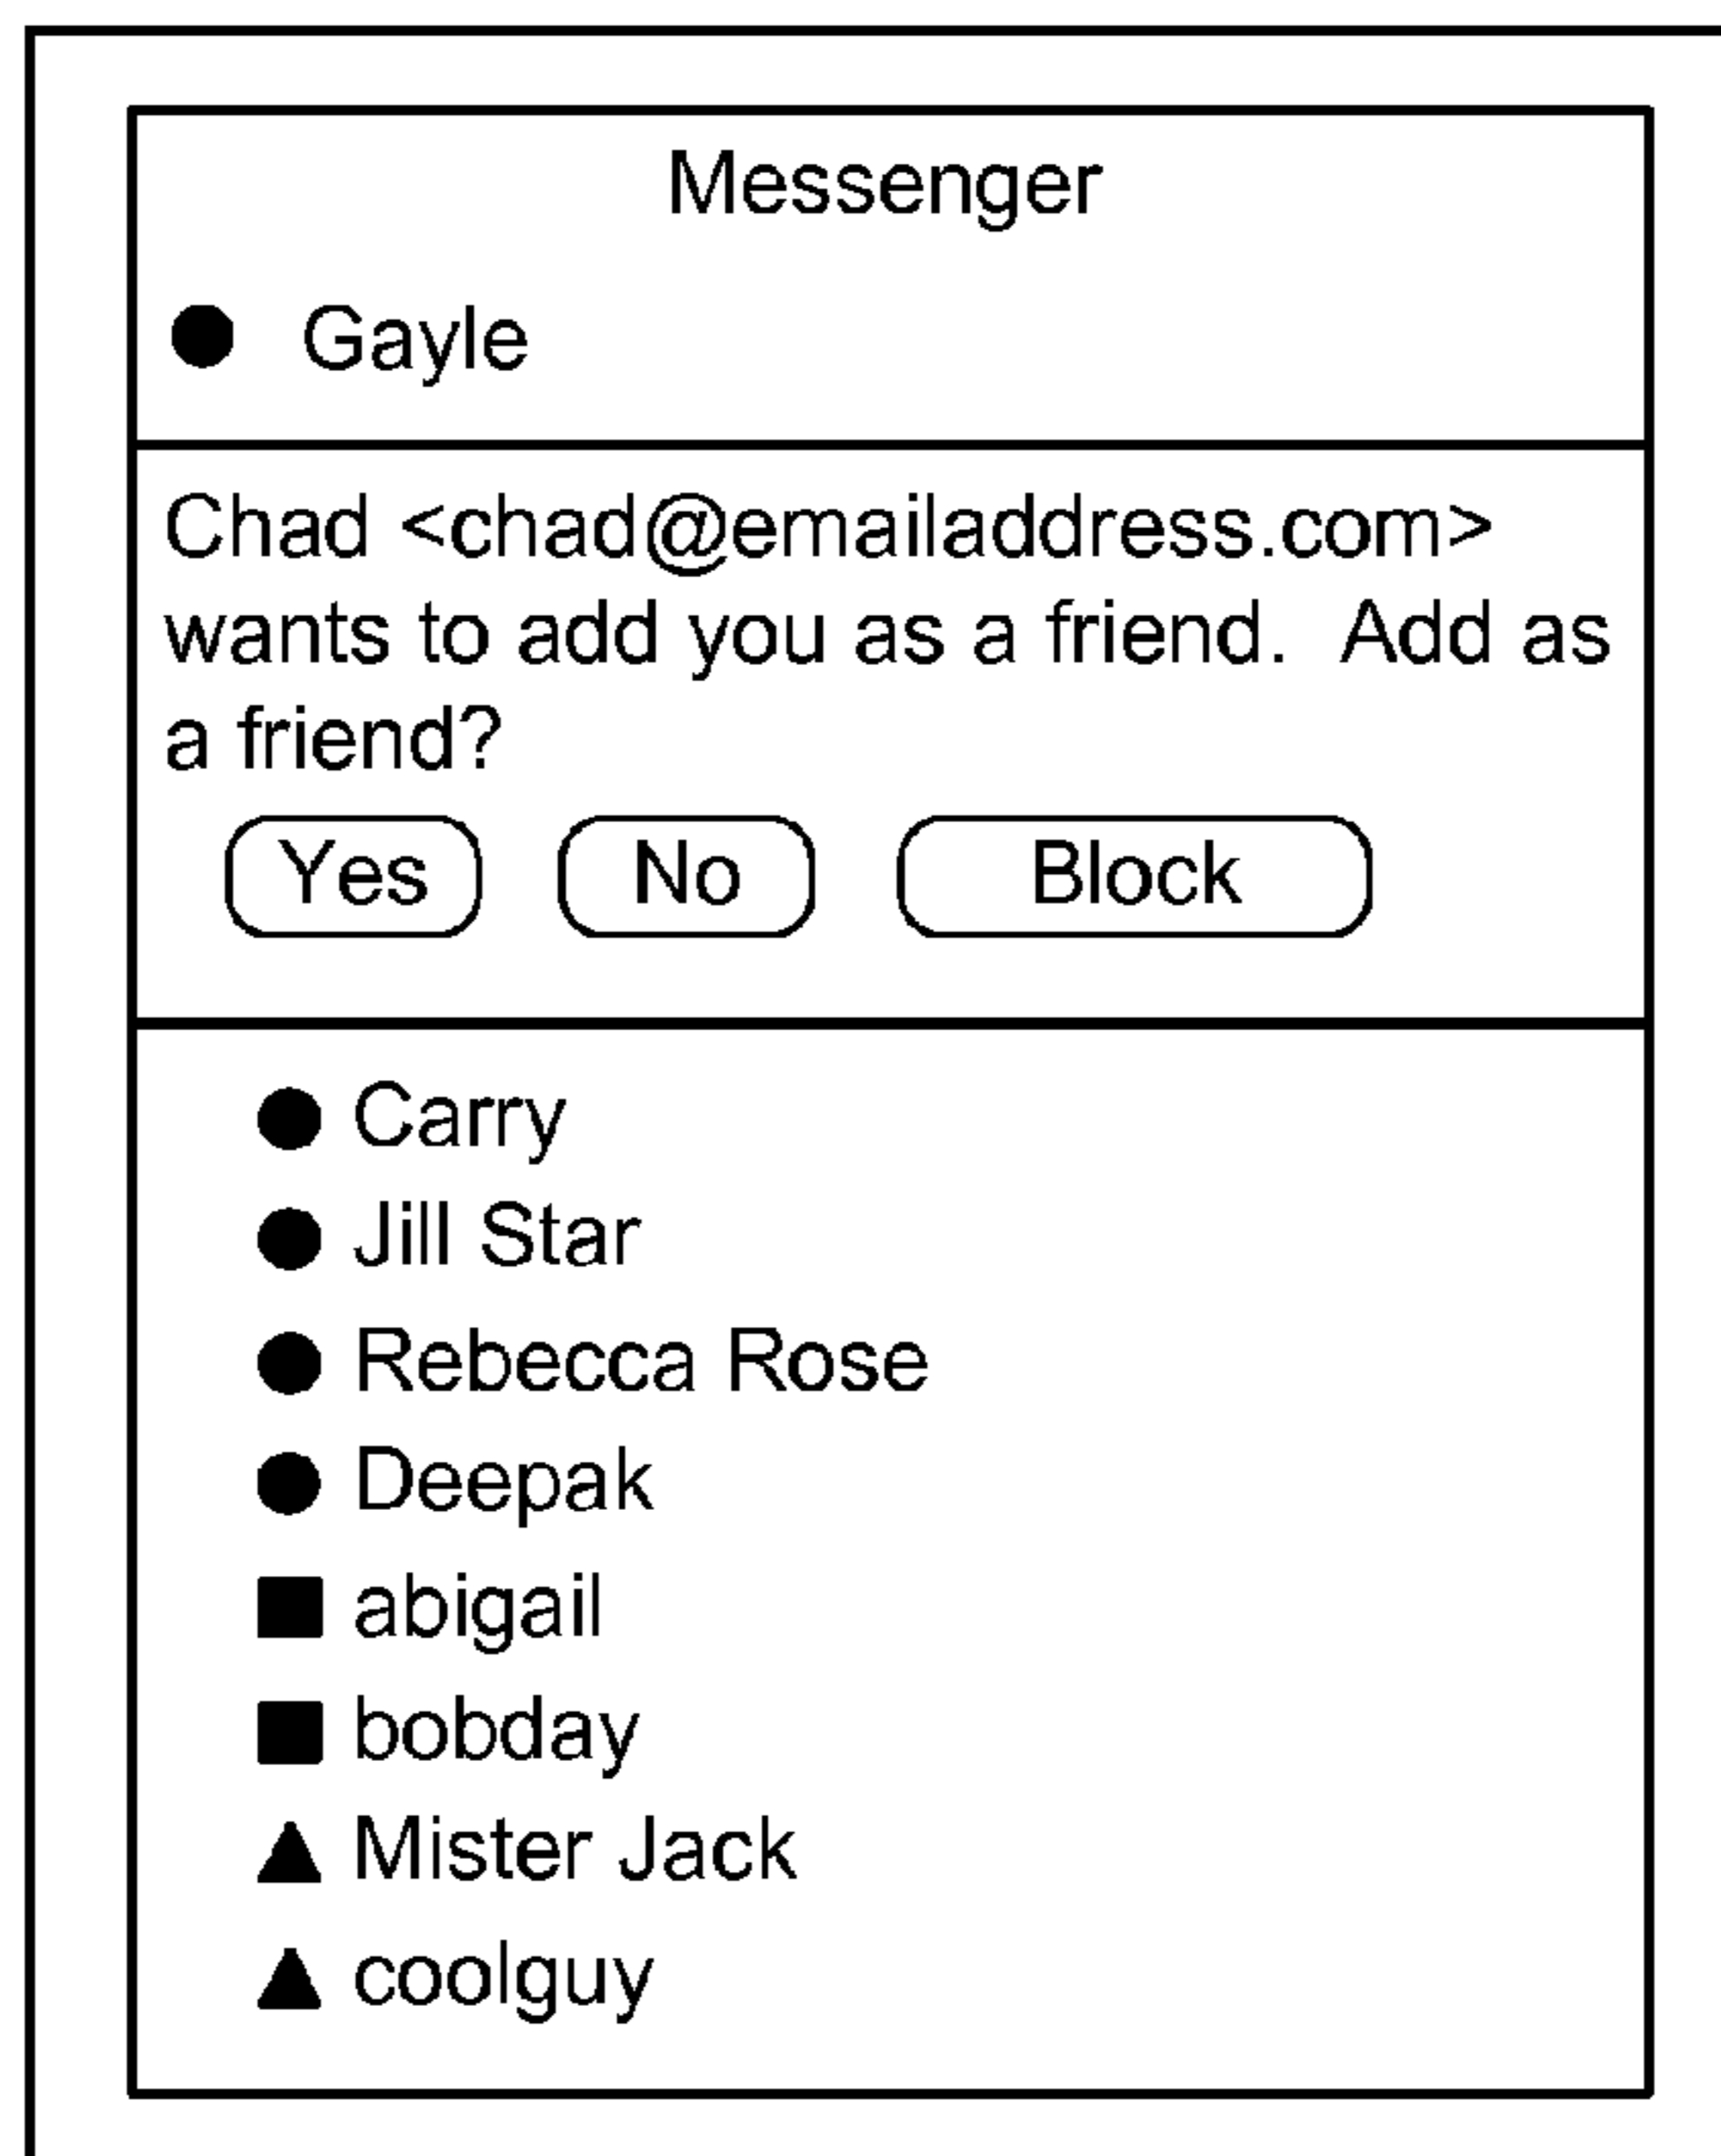 Messenger
Gayle
Chad <chad@emailaddress.com>
wants to add you as a friend.  Add as
a friend?
Yes No Block
Carry
Jill Star
Rebecca Rose
Deepak
abigail
bobday
Mister Jack
coolguy